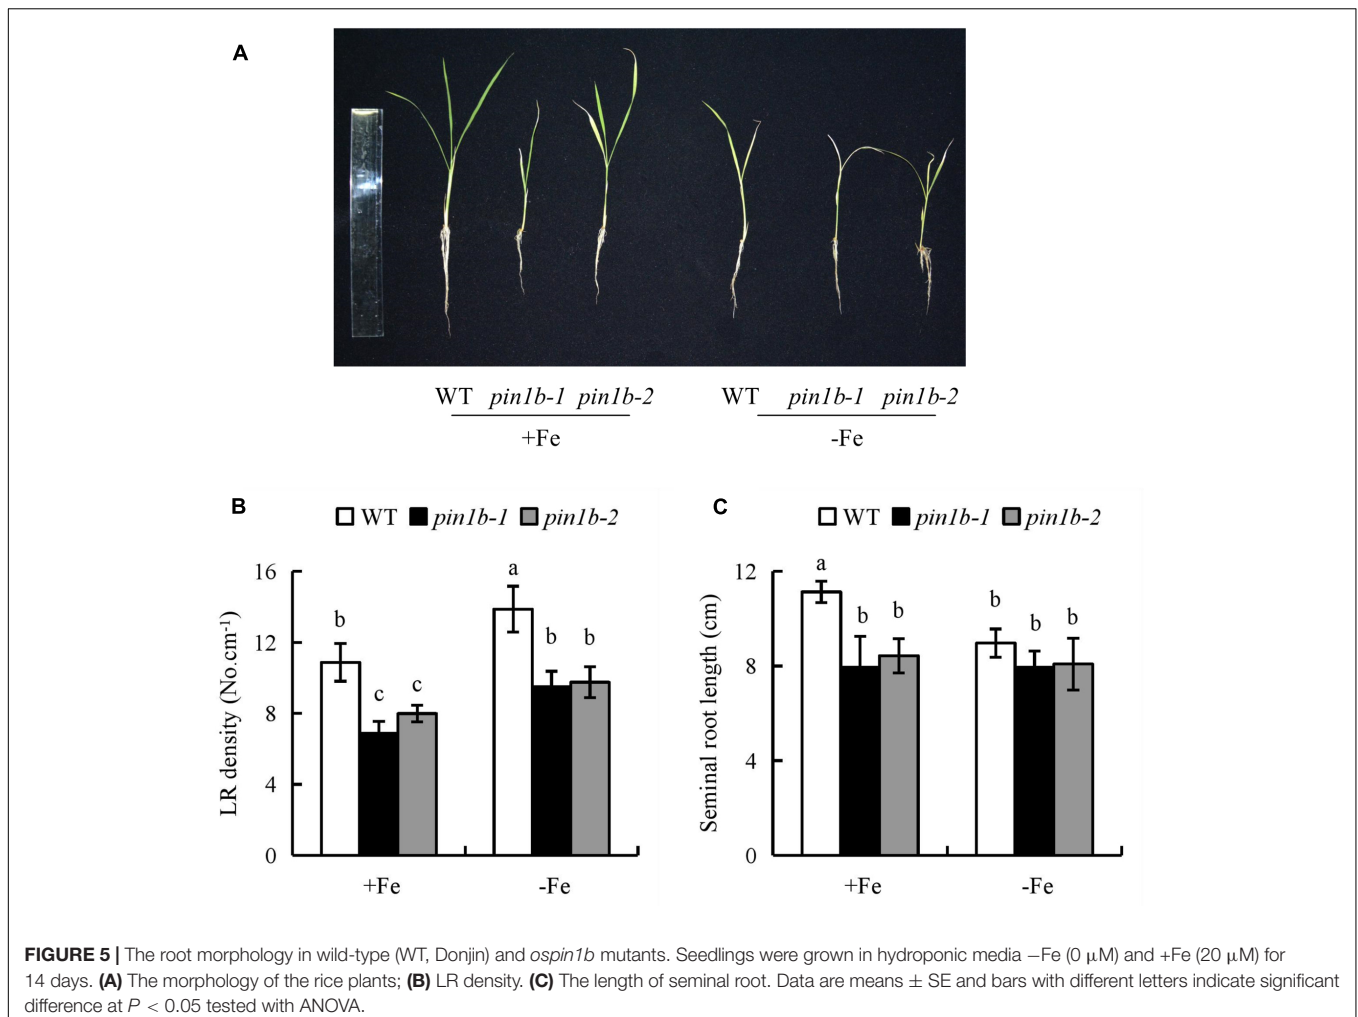 A
WT pin1b-1 pin1b-2 WT pin1b-1 pin1b-2
+Fe -Fe
B
WT pin1b-1 pin1b-2
LR density (No.cm-1)
16
12
8
4
0
b
c
c
a
b
b
+Fe -Fe
C
WT pin1b-1 pin1b-2
Seminal root length (cm)
12
8
4
0
a
b
b
b
b
b
+Fe -Fe
FIGURE 5 | The root morphology in wild-type (WT, Donjin) and ospin1b mutants. Seedlings were grown in hydroponic media −Fe (0 μM) and +Fe (20 μM) for
14 days. (A) The morphology of the rice plants; (B) LR density. (C) The length of seminal root. Data are means ± SE and bars with different letters indicate significant
difference at P < 0.05 tested with ANOVA.